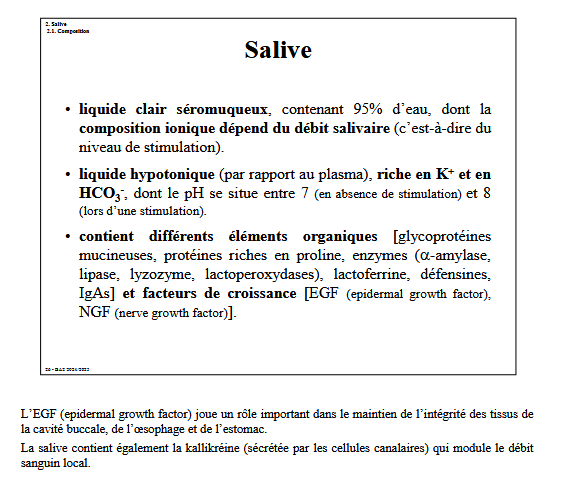 2. Salive
2.1. Composition
Salive
• liquide clair séromuqueux, contenant 95% d’eau, dont la
composition ionique dépend du débit salivaire (c’est-à-dire du
niveau de stimulation).
• liquide hypotonique (par rapport au plasma), riche en K⁺ et en
HCO₃⁻, dont le pH se situe entre 7 (en absence de stimulation) et 8
(lors d’une stimulation).
• contient différents éléments organiques [glycoprotéines
mucineuses, protéines riches en proline, enzymes (α-amylase,
lipase, lyzozyme, lactoperoxydases), lactoferrine, défensines,
IgAs] et facteurs de croissance [EGF (epidermal growth factor),
NGF (nerve growth factor)].
L’EGF (epidermal growth factor) joue un rôle important dans le maintien de l’intégrité des tissus de
la cavité buccale, de l’œsophage et de l’estomac.
La salive contient également la kallikréine (sécrétée par les cellules canalaires) qui module le débit
sanguin local.